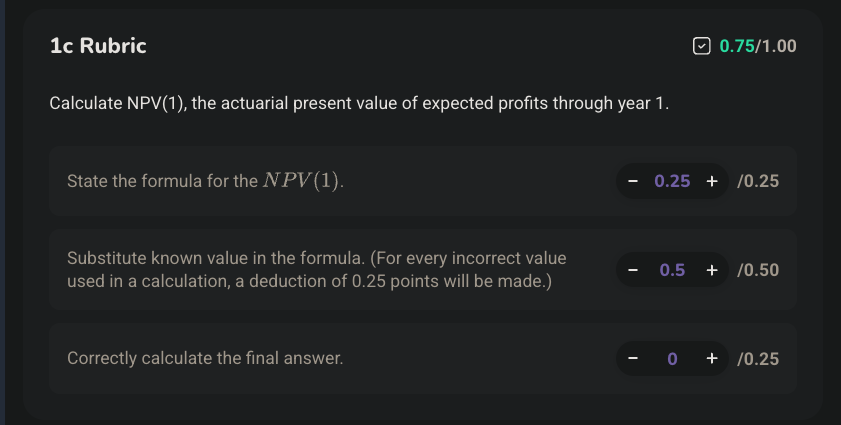 1c Rubric
0.75/1.00
Calculate NPV(1), the actuarial present value of expected profits through year 1.
State the formula for the NPV(1).
− 0.25 + /0.25
Substitute known value in the formula. (For every incorrect value
used in a calculation, a deduction of 0.25 points will be made.)
− 0.5 + /0.50
Correctly calculate the final answer.
− 0 + /0.25